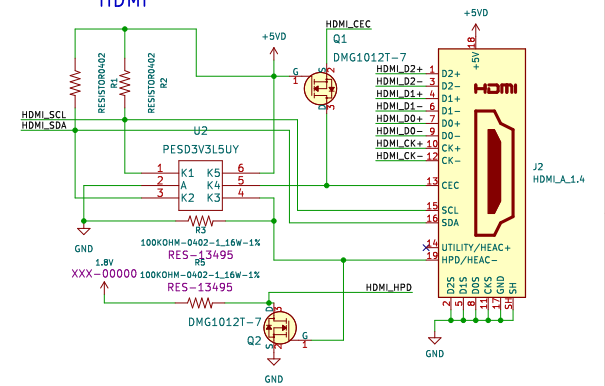 HDMI
HDMI_CEC
+5VD
+5VD
Q1
DMG1012T-7
G
1
S
2
D
3
18
+5V
RESISTOR0402
R1
RESISTOR0402
R2
HDMI_D2+ 1 D2+
HDMI_D2- 3 D2-
HDMI_D1+ 4 D1+
HDMI_D1- 6 D1-
HDMI_D0+ 7 D0+
HDMI_D0- 9 D0-
HDMI_CK+ 10 CK+
HDMI_CK- 12 CK-
HDMI
HDMI_SCL
HDMI_SDA
U2
PESD3V3L5UY
1 K1 K5 6
2 A K4 5
3 K2 K3 4
13 CEC
J2
HDMI_A_1.4
15 SCL
16 SDA
14 UTILITY/HEAC+
19 HPD/HEAC-
GND
R3
100KOHM-0402-1_16W-1%
RES-13495
1.8V
XXX-00000
R5
100KOHM-0402-1_16W-1%
RES-13495
HDMI_HPD
D2S D1S D0S CKS GND SH
2 5 8 11 17 SH
DMG1012T-7
Q2
D
3
G
1
S
2
GND
GND